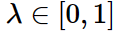 λ ∈ [0, 1]